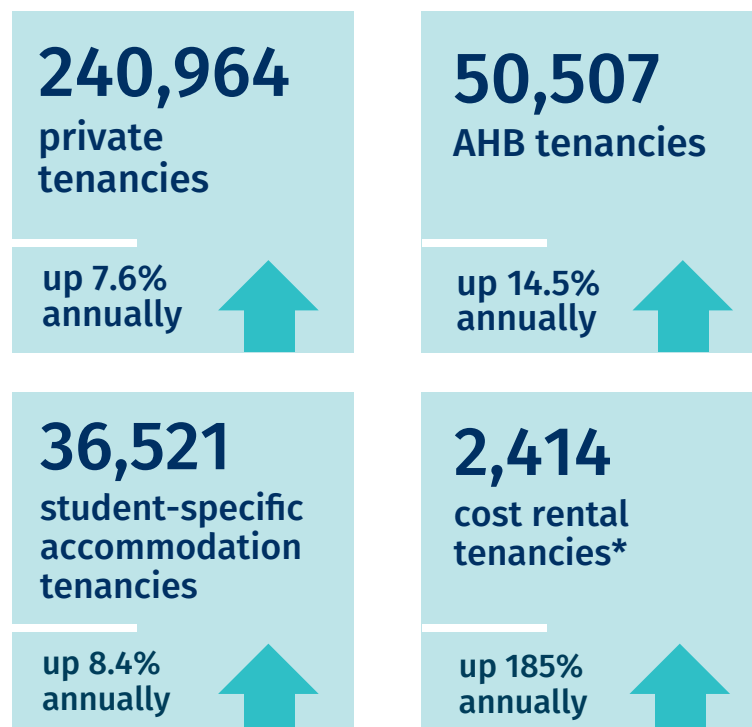 240,964
private
tenancies
up 7.6%
annually
50,507
AHB tenancies
up 14.5%
annually
36,521
student-specific
accommodation
tenancies
up 8.4%
annually
2,414
cost rental
tenancies*
up 185%
annually